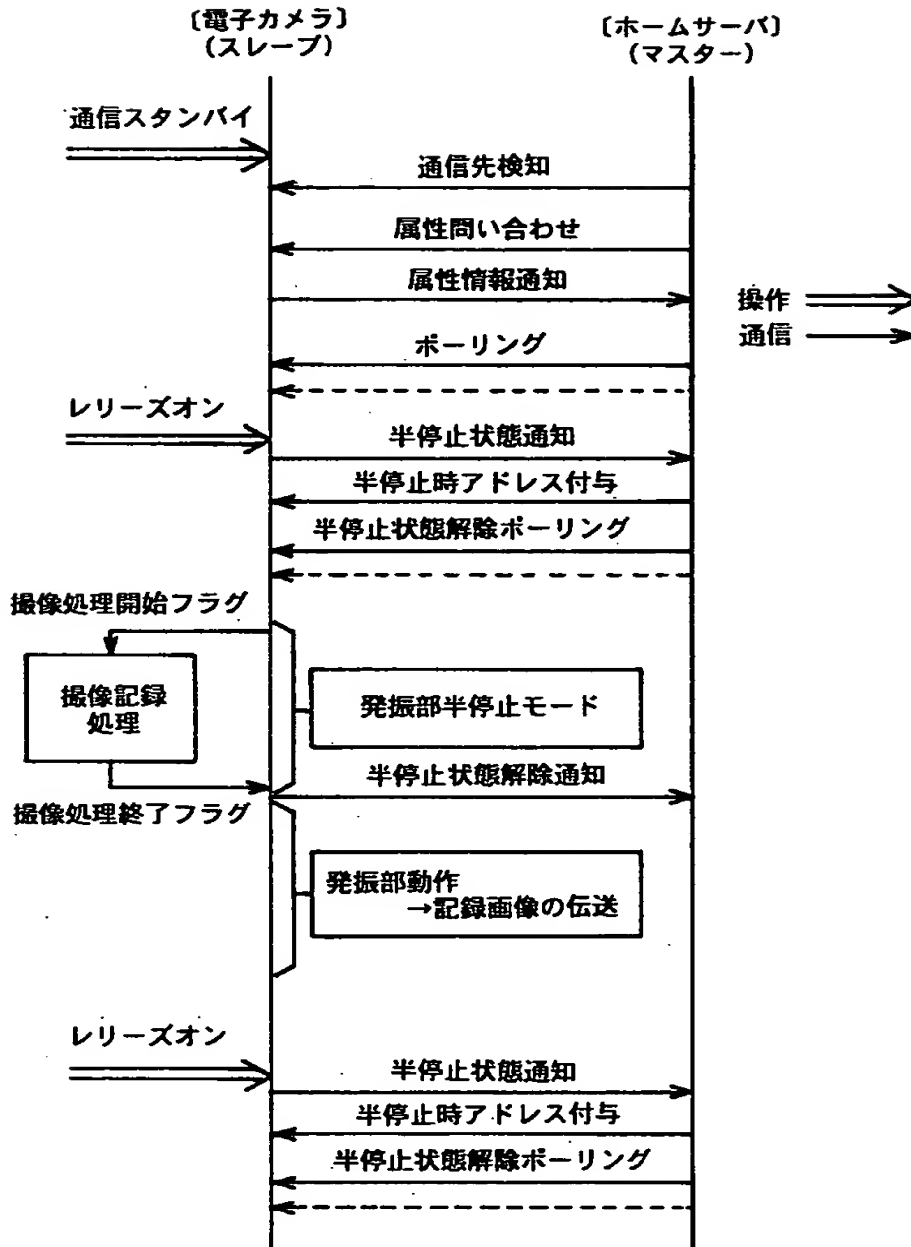 〔電子カメラ〕
(スレーブ)
〔ホームサーバ〕
(マスター)
通信スタンバイ
通信先検知
属性問い合わせ
属性情報通知
操作
通信
ポーリング
レリーズオン
半停止状態通知
半停止時アドレス付与
半停止状態解除ポーリング
撮像処理開始フラグ
撮像記録
処理
発振部半停止モード
半停止状態解除通知
撮像処理終了フラグ
発振部動作
→記録画像の伝送
レリーズオン
半停止状態通知
半停止時アドレス付与
半停止状態解除ポーリング